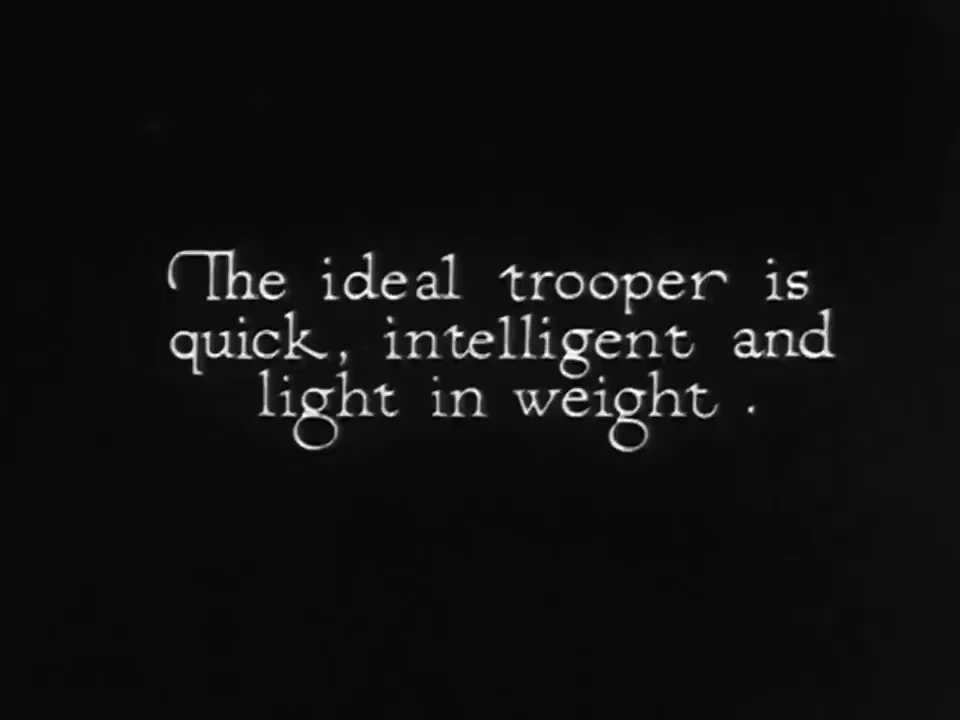 The ideal trooper is
quick, intelligent and
light in weight.